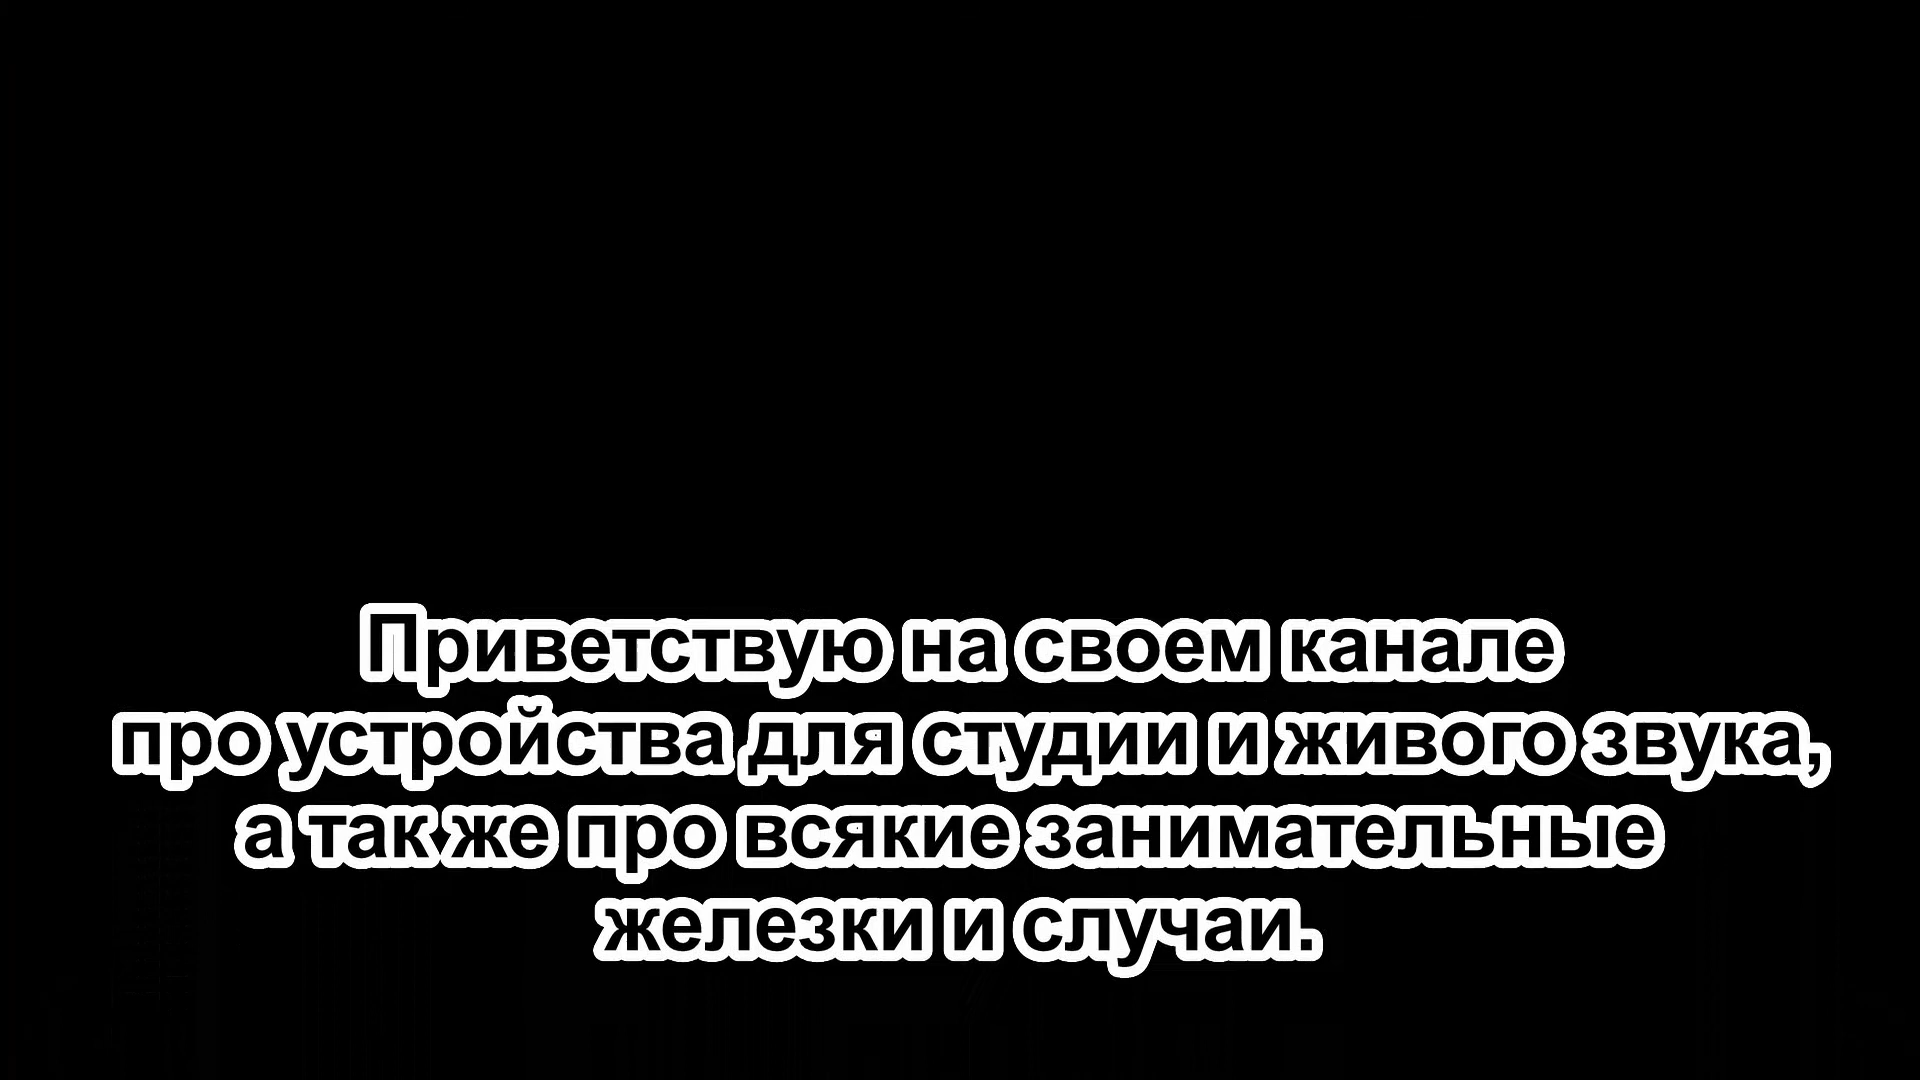 Приветствую на своем канале
про устройства для студии и живого звука,
а так же про всякие занимательные
железки и случаи.